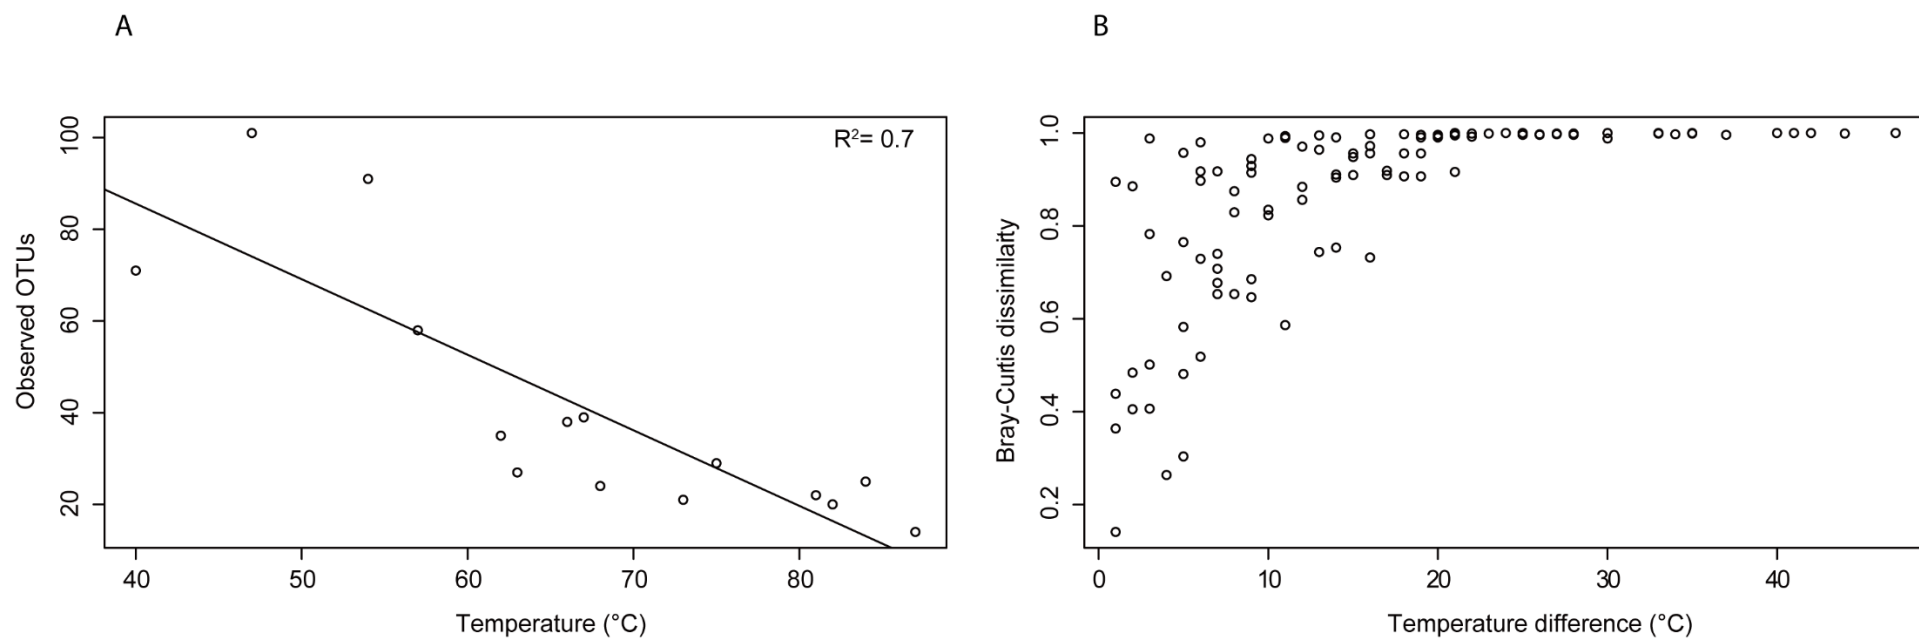 A
B
R²= 0.7
100
80
60
40
20
Observed OTUs
40
50
60
70
80
Temperature (°C)
1.0
0.8
0.6
0.4
0.2
Bray-Curtis dissimilaity
0
10
20
30
40
Temperature difference (°C)